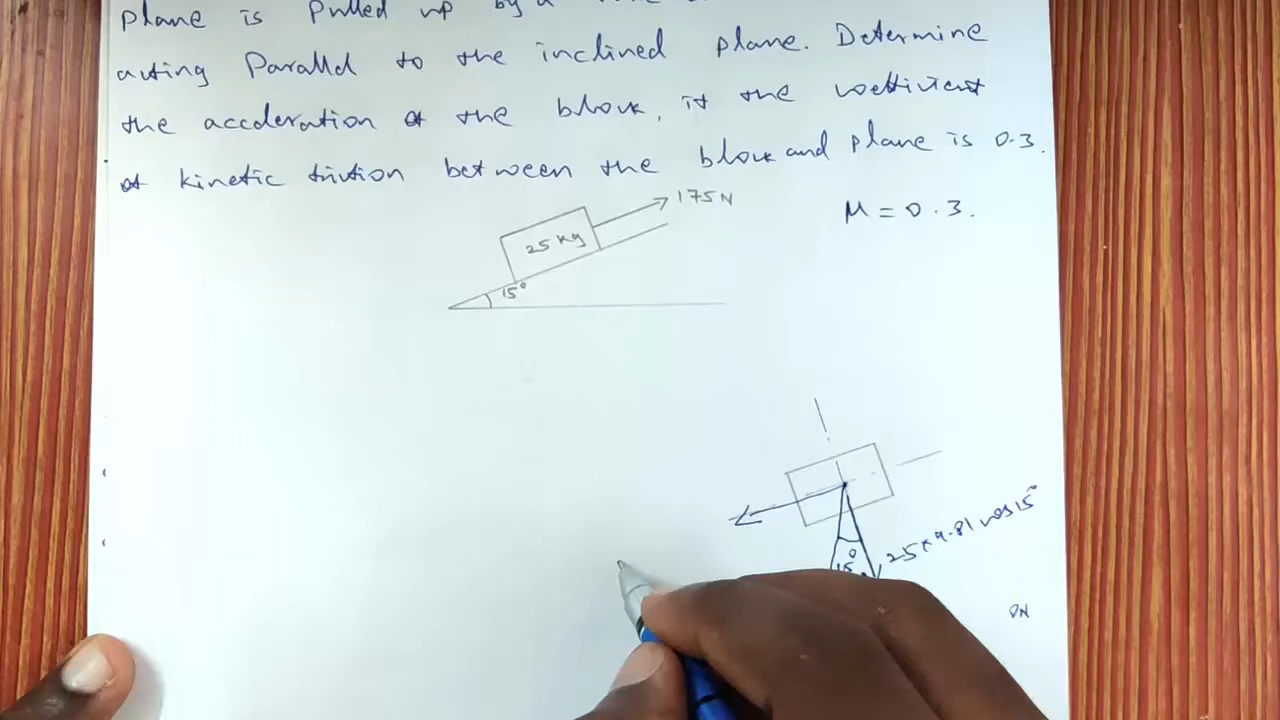 plane is pulled up by a
acting Parallel to the inclined plane. Determine
the acceleration of the block, if the coefficient
of kinetic friction between the block and plane is 0.3.
175 N
M = 0.3.
25 kg
15°
25×9.81 cos15°
15°